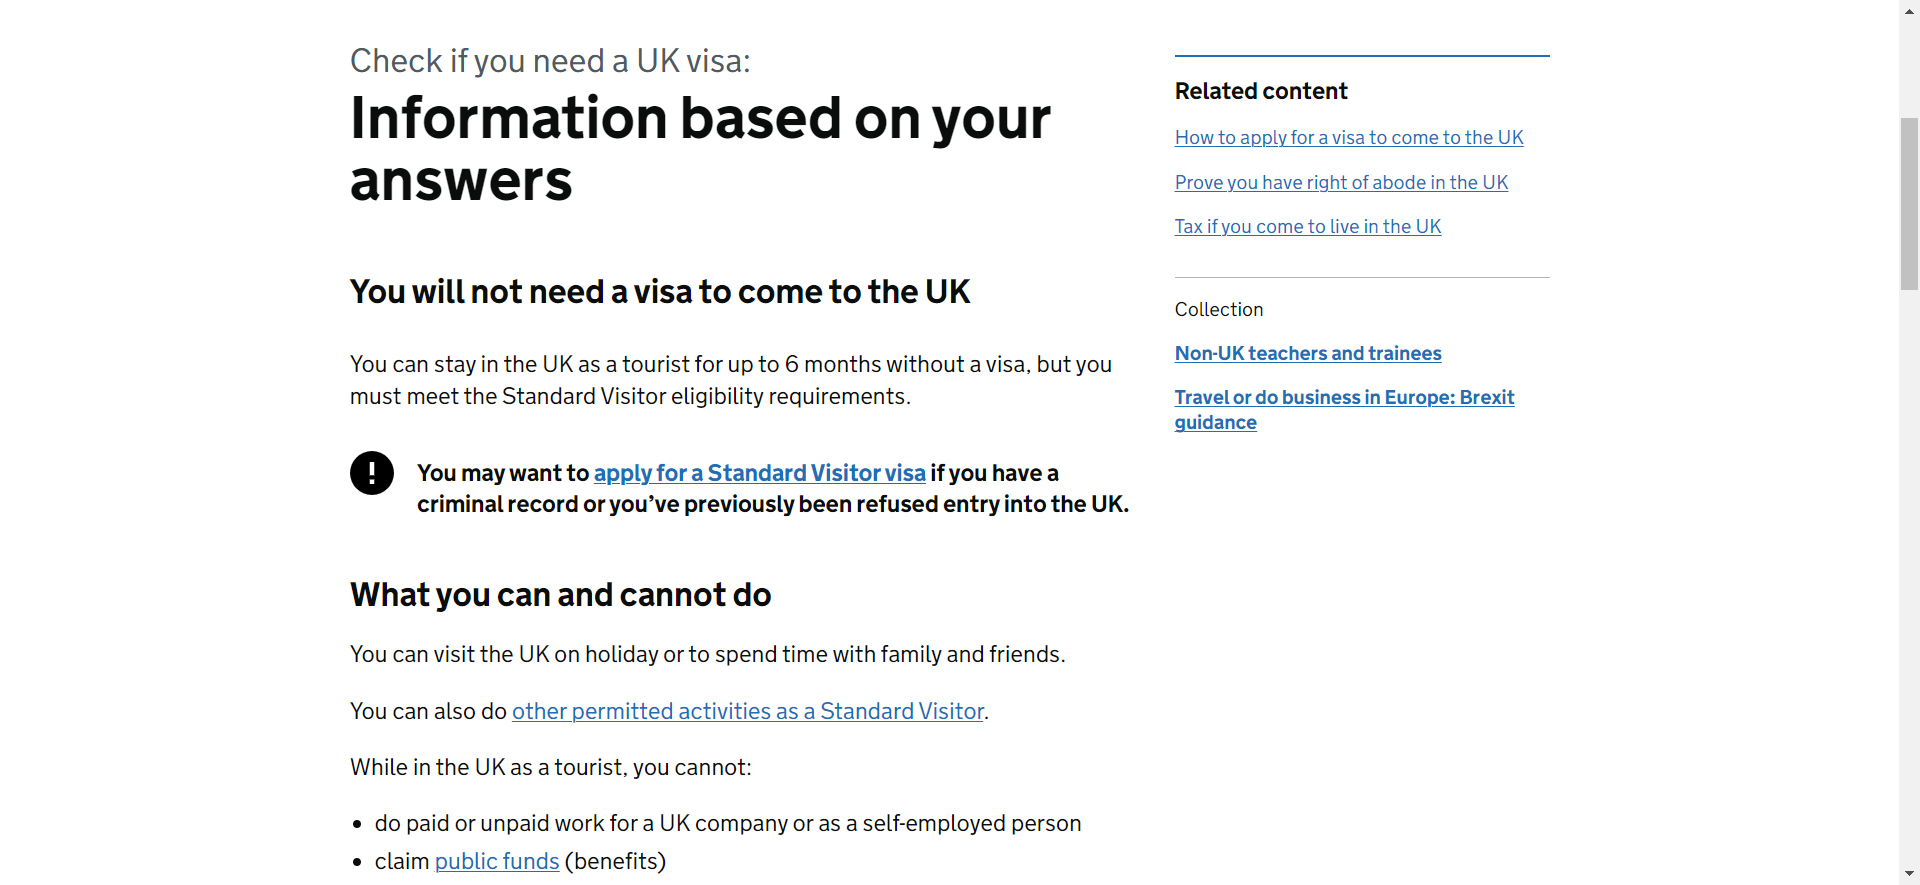 Check if you need a UK visa:
Information based on your
answers
You will not need a visa to come to the UK
You can stay in the UK as a tourist for up to 6 months without a visa, but you
must meet the Standard Visitor eligibility requirements.
! You may want to apply for a Standard Visitor visa if you have a
criminal record or you’ve previously been refused entry into the UK.
What you can and cannot do
You can visit the UK on holiday or to spend time with family and friends.
You can also do other permitted activities as a Standard Visitor.
While in the UK as a tourist, you cannot:
• do paid or unpaid work for a UK company or as a self-employed person
• claim public funds (benefits)
Related content
How to apply for a visa to come to the UK
Prove you have right of abode in the UK
Tax if you come to live in the UK
Collection
Non-UK teachers and trainees
Travel or do business in Europe: Brexit
guidance